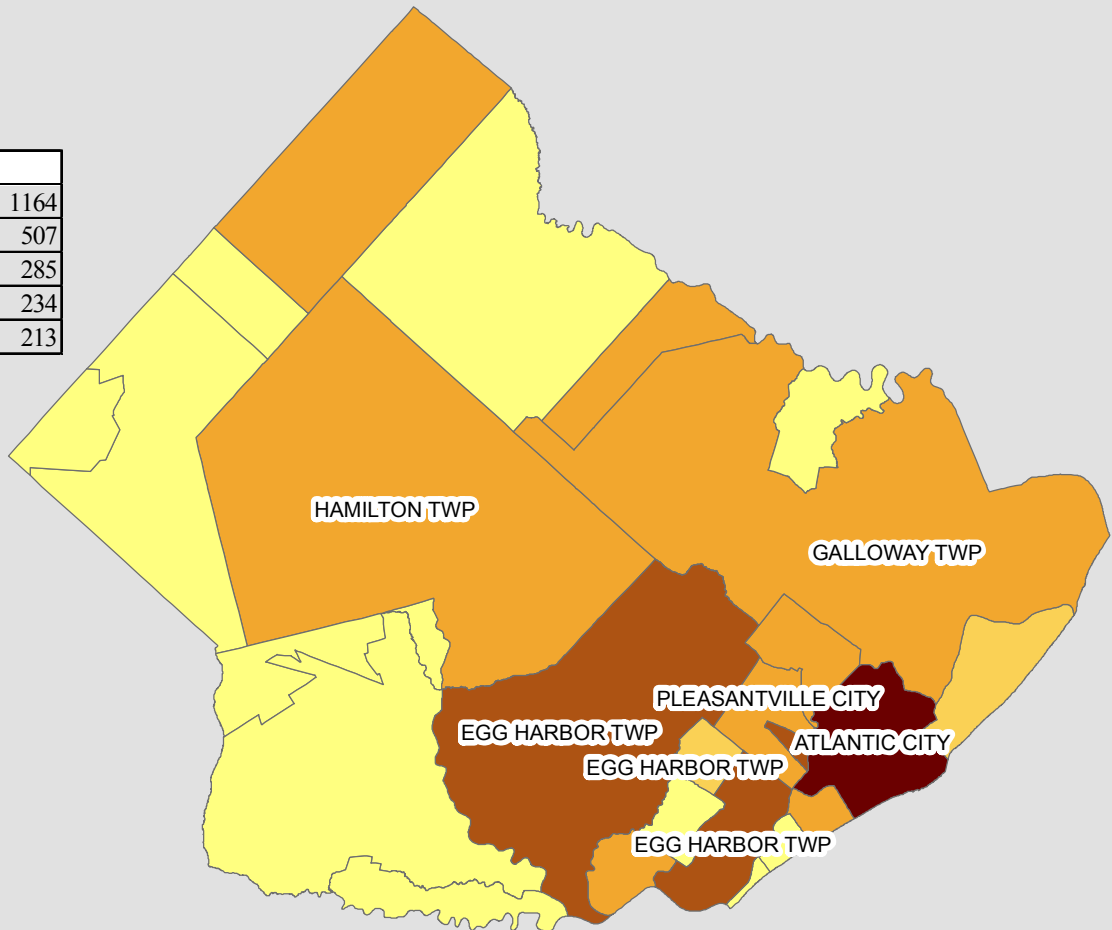 1164
507
285
234
213
HAMILTON TWP
GALLOWAY TWP
PLEASANTVILLE CITY
EGG HARBOR TWP
ATLANTIC CITY
EGG HARBOR TWP
EGG HARBOR TWP